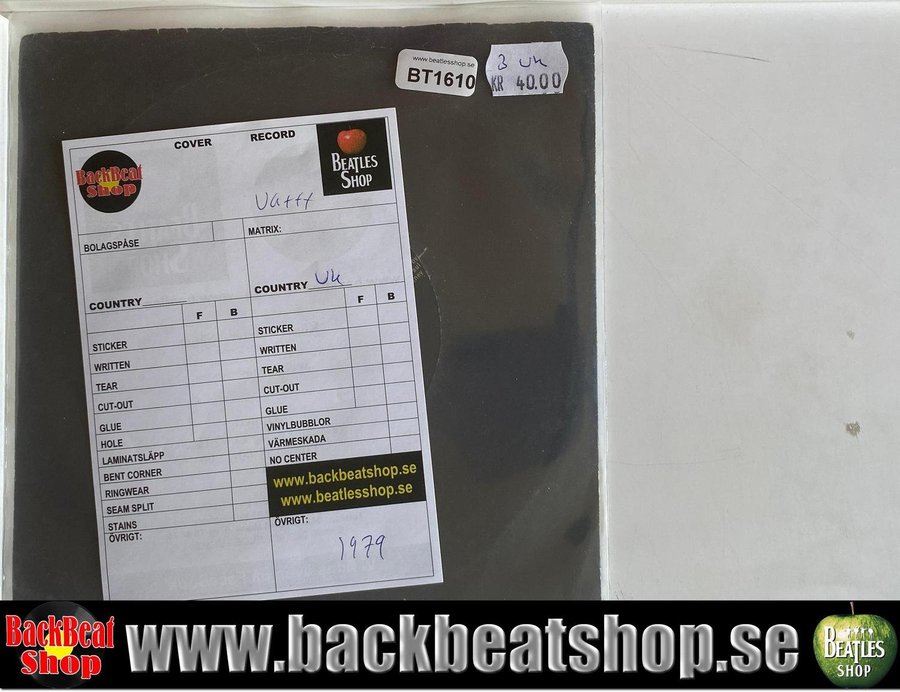 www.beatlesshop.se
BT1610
3 UK
KR 40.00
COVER
RECORD
BackBeat
Shop
BEATLES
SHOP
BOLAGSPÅSE
MATRIX:
COUNTRY
COUNTRY UK
F B
F B
STICKER
WRITTEN
TEAR
CUT-OUT
GLUE
HOLE
LAMINATSLÄPP
BENT CORNER
RINGWEAR
SEAM SPLIT
STAINS
ÖVRIGT:
STICKER
WRITTEN
TEAR
CUT-OUT
GLUE
VINYLBUBBLOR
VÄRMESKADA
NO CENTER
www.backbeatshop.se
www.beatlesshop.se
ÖVRIGT:
1979
BackBeat
Shop
www.backbeatshop.se
BEATLES
SHOP